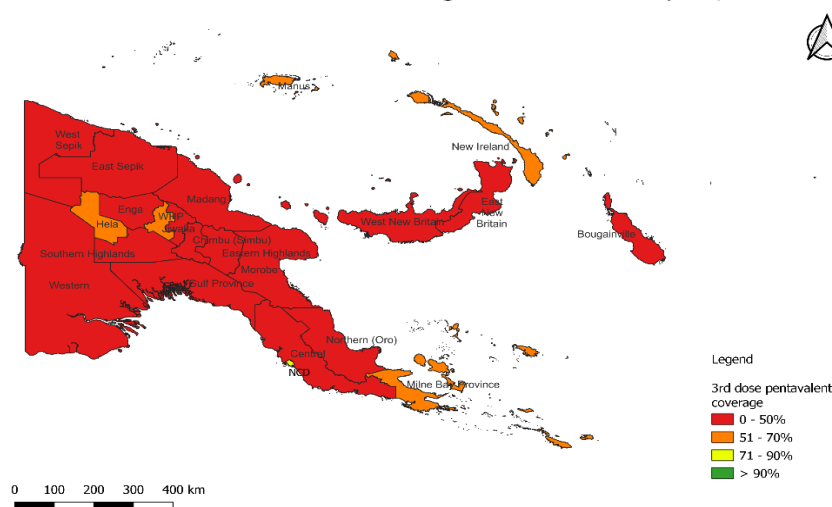 Manus
New Ireland
West
Sepik
East Sepik
Madang
Enga
WHP
Hela
Jiwaka
Chimbu (Simbu)
Southern Highlands
Eastern Highlands
Western
Morobe
Gulf Province
West New Britain
East
New
Britain
Bougainville
Northern (Oro)
Central
NCD
Milne Bay Province
Legend
3rd dose pentavalent
coverage
0 - 50%
51 - 70%
71 - 90%
> 90%
0 100 200 300 400 km